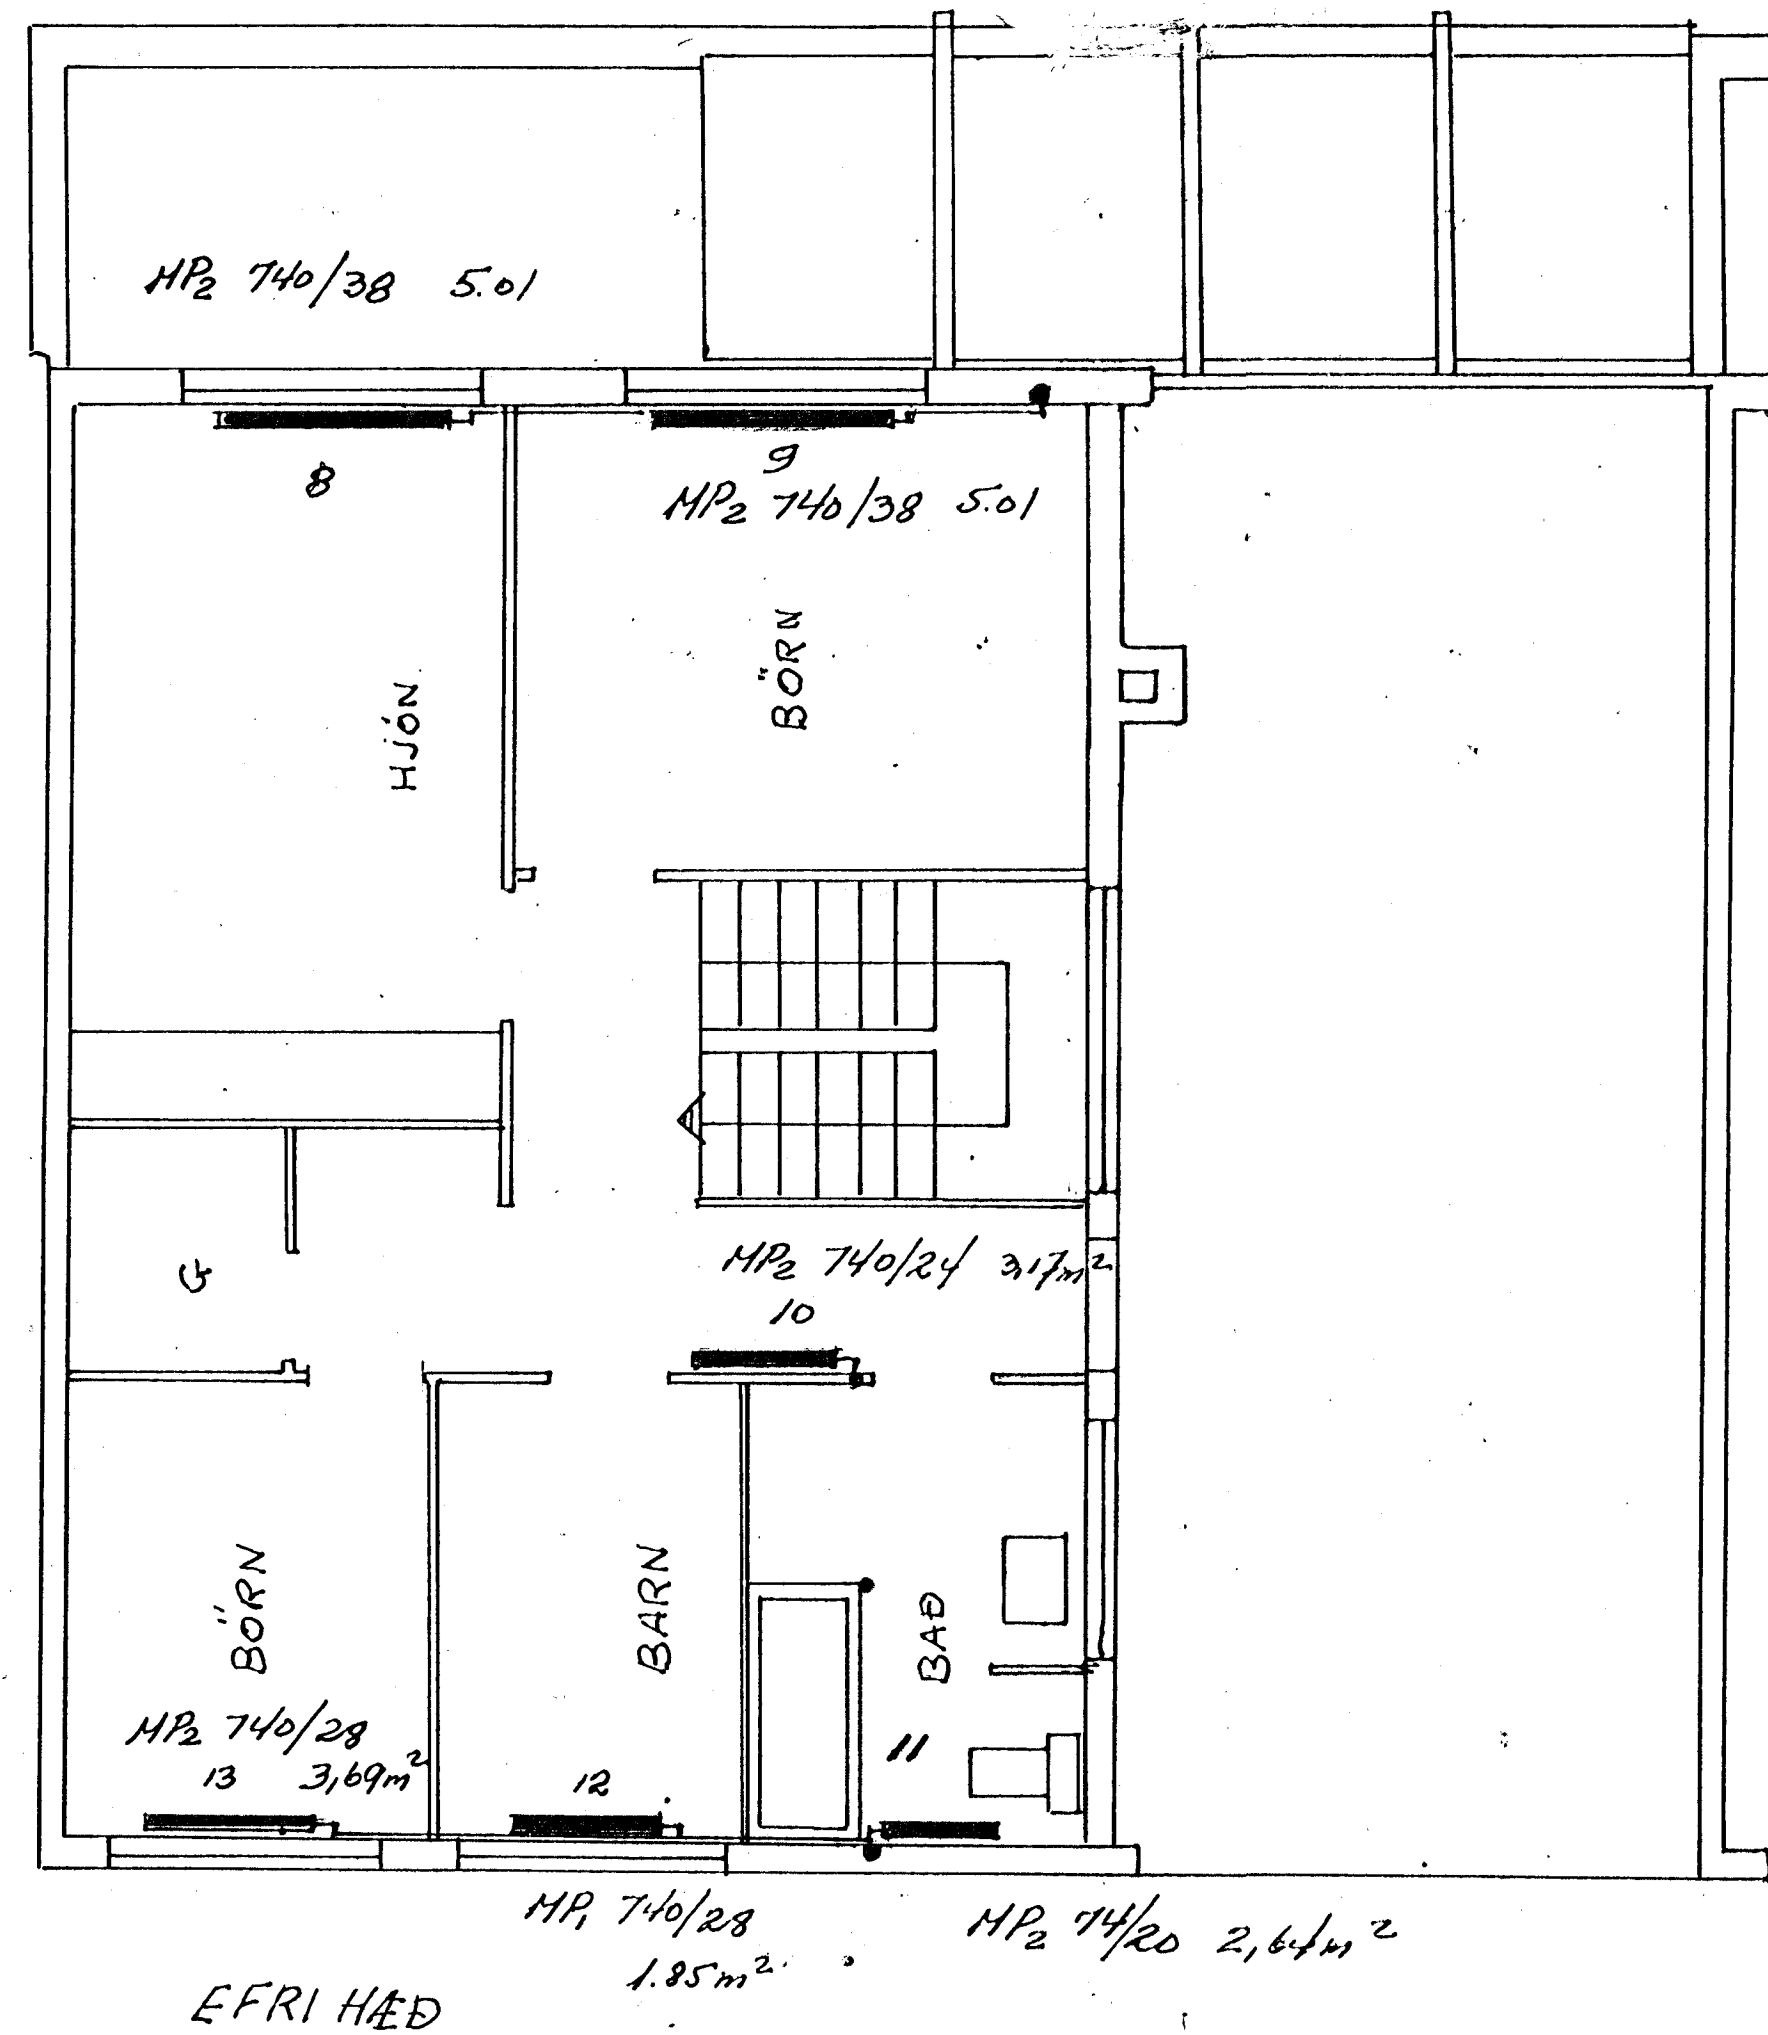 MP2 740/38 5.01
8
9
MP2 740/38 5.01
HJÓN
BÖRN
G
MP2 740/24 3,17m²
10
BÖRN
BARN
BAÐ
MP2 740/28
13 3,69m²
12
11
MP1 740/28
1.85m²
MP2 74/20 2,64m²
EFRI HÆÐ